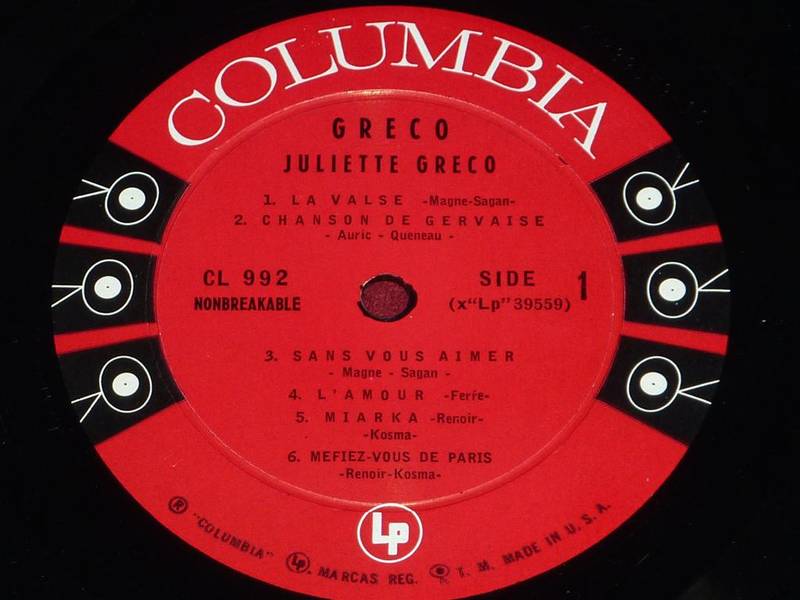 COLUMBIA
GRECO
JULIETTE GRECO
1. LA VALSE -Magne-Sagan-
2. CHANSON DE GERVAISE
- Auric - Queneau -
CL 992
NONBREAKABLE
SIDE 1
(x"Lp" 39559)
3. SANS VOUS AIMER
- Magne - Sagan -
4. L'AMOUR -Ferre-
5. MIARKA -Renoir-
-Kosma-
6. MEFIEZ-VOUS DE PARIS
-Renoir-Kosma-
Lp
® "COLUMBIA" Lp MARCAS REG. T. M. MADE IN U. S. A.